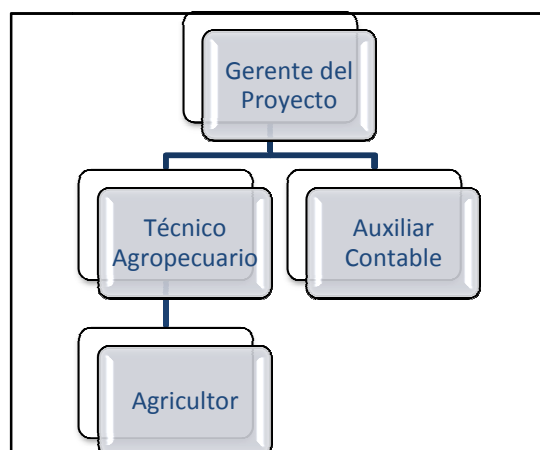 Gerente del
Proyecto
Técnico
Agropecuario
Auxiliar
Contable
Agricultor